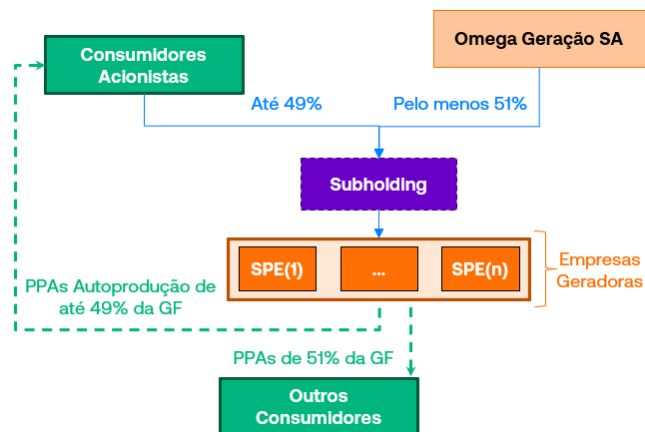 Consumidores
Acionistas
Omega Geração SA
Até 49%
Pelo menos 51%
Subholding
SPE(1)
...
SPE(n)
Empresas
Geradoras
PPAs Autoprodução de
até 49% da GF
PPAs de 51% da GF
Outros
Consumidores